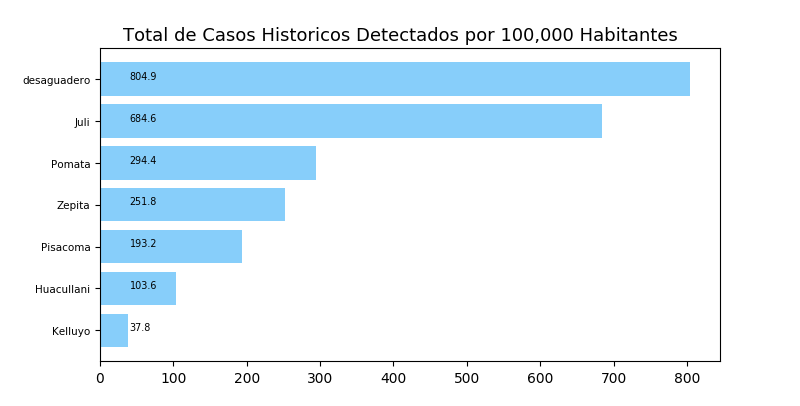 Total de Casos Historicos Detectados por 100,000 Habitantes
desaguadero 804.9
Juli 684.6
Pomata 294.4
Zepita 251.8
Pisacoma 193.2
Huacullani 103.6
Kelluyo 37.8
0 100 200 300 400 500 600 700 800